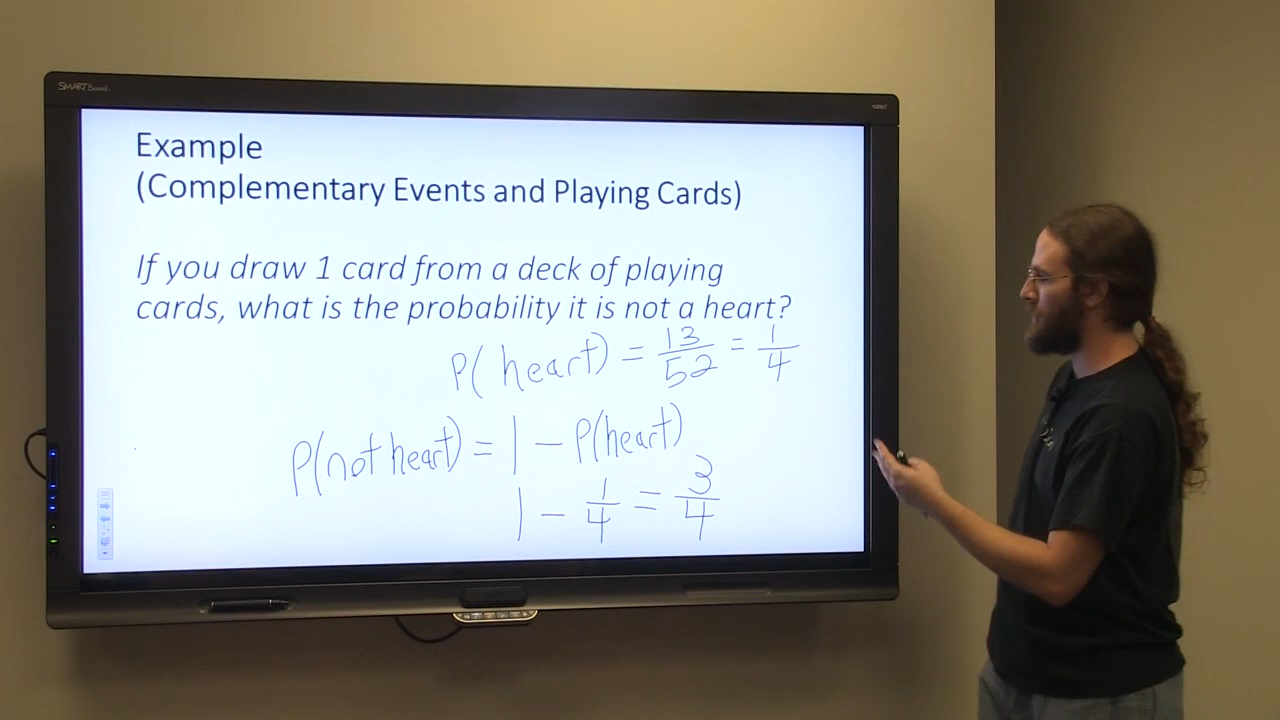 SMART Board
Example
(Complementary Events and Playing Cards)
If you draw 1 card from a deck of playing
cards, what is the probability it is not a heart?
P(heart) = 13/52 = 1/4
P(not heart) = 1 − P(heart)
1 − 1/4 = 3/4